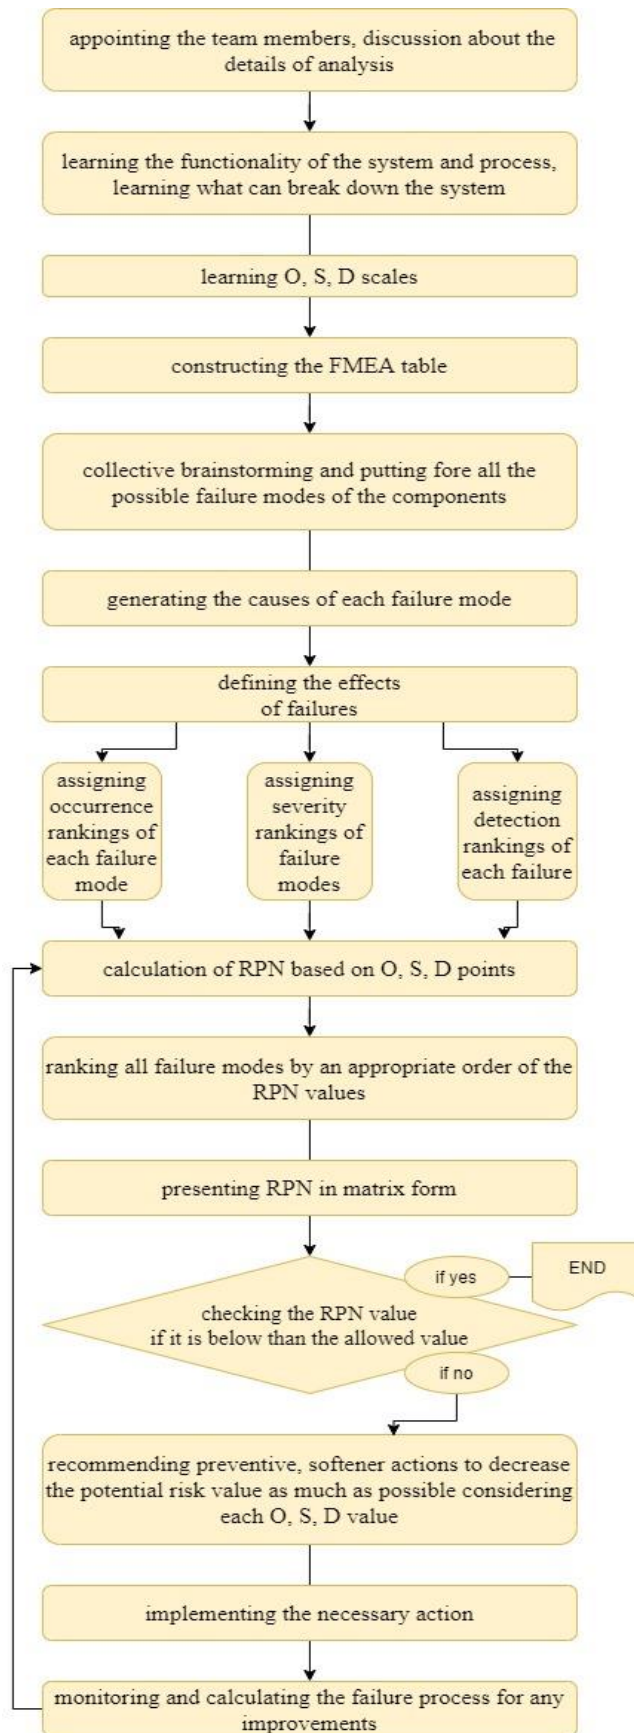 appointing the team members, discussion about the
details of analysis
learning the functionality of the system and process,
learning what can break down the system
learning O, S, D scales
constructing the FMEA table
collective brainstorming and putting fore all the
possible failure modes of the components
generating the causes of each failure mode
defining the effects
of failures
assigning
occurrence
rankings of
each failure
mode
assigning
severity
rankings of
failure
modes
assigning
detection
rankings of
each failure
calculation of RPN based on O, S, D points
ranking all failure modes by an appropriate order of the
RPN values
presenting RPN in matrix form
if yes
END
checking the RPN value
if it is below than the allowed value
if no
recommending preventive, softener actions to decrease
the potential risk value as much as possible considering
each O, S, D value
implementing the necessary action
monitoring and calculating the failure process for any
improvements